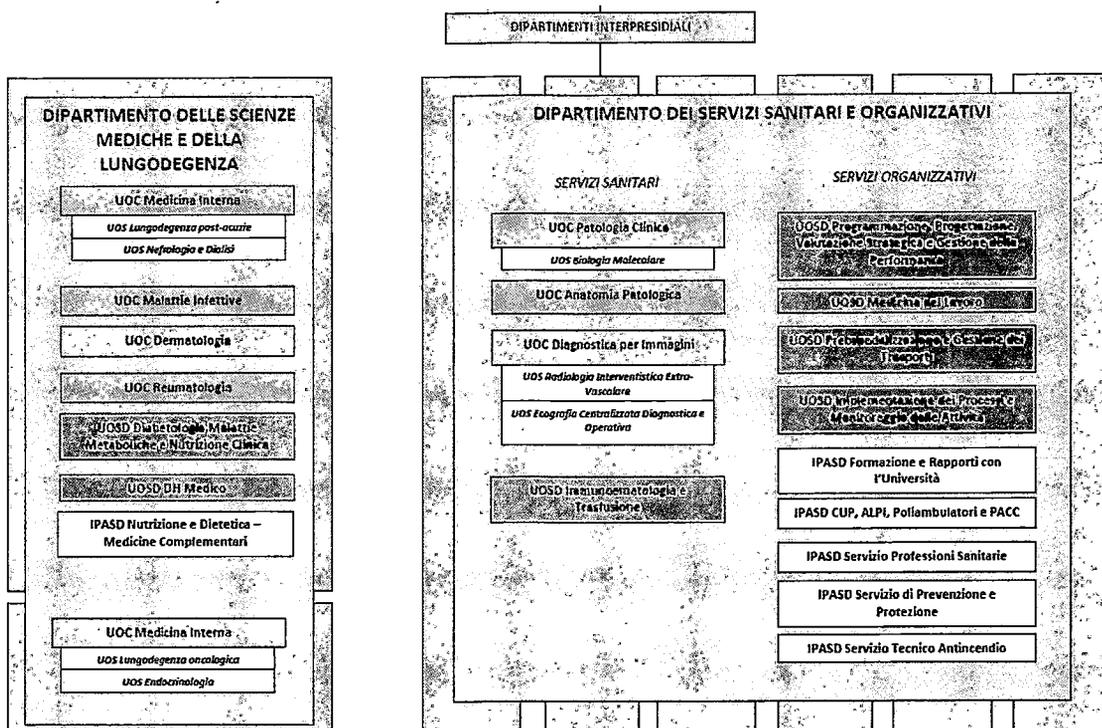 DIPARTIMENTI INTERPRESIDIALI
DIPARTIMENTO DELLE SCIENZE
MEDICHE E DELLA
LUNGODEGENZA
UOC Medicina Interna
UOS Lungodegenza post-acuzie
UOS Nefrologia e Dialisi
UOC Malattie Infettive
UOC Dermatologia
UOC Reumatologia
UOSD Diabetologia, Malattie
Metaboliche e Nutrizione Clinica
UOSD DH Medico
IPASD Nutrizione e Dietetica –
Medicine Complementari
UOC Medicina Interna
UOS Lungodegenza oncologica
UOS Endocrinologia
DIPARTIMENTO DEI SERVIZI SANITARI E ORGANIZZATIVI
SERVIZI SANITARI
UOC Patologia Clinica
UOS Biologia Molecolare
UOC Anatomia Patologica
UOC Diagnostica per Immagini
UOS Radiologia Interventistica Extra-
Vascolare
UOS Ecografia Centralizzata Diagnostica e
Operativa
UOSD Immunoematologia e
Trasfusione
SERVIZI ORGANIZZATIVI
UOSD Programmazione, Progettazione,
Valutazione Strategica e Gestione della
Performance
UOSD Medicina del Lavoro
UOSD Preospedalizzazione e Gestione dei
Trasporti
UOSD Implementazione dei Processi e
Monitoraggio delle Attività
IPASD Formazione e Rapporti con
l'Università
IPASD CUP, ALPI, Poliambulatori e PACC
IPASD Servizio Professioni Sanitarie
IPASD Servizio di Prevenzione e
Protezione
IPASD Servizio Tecnico Antincendio